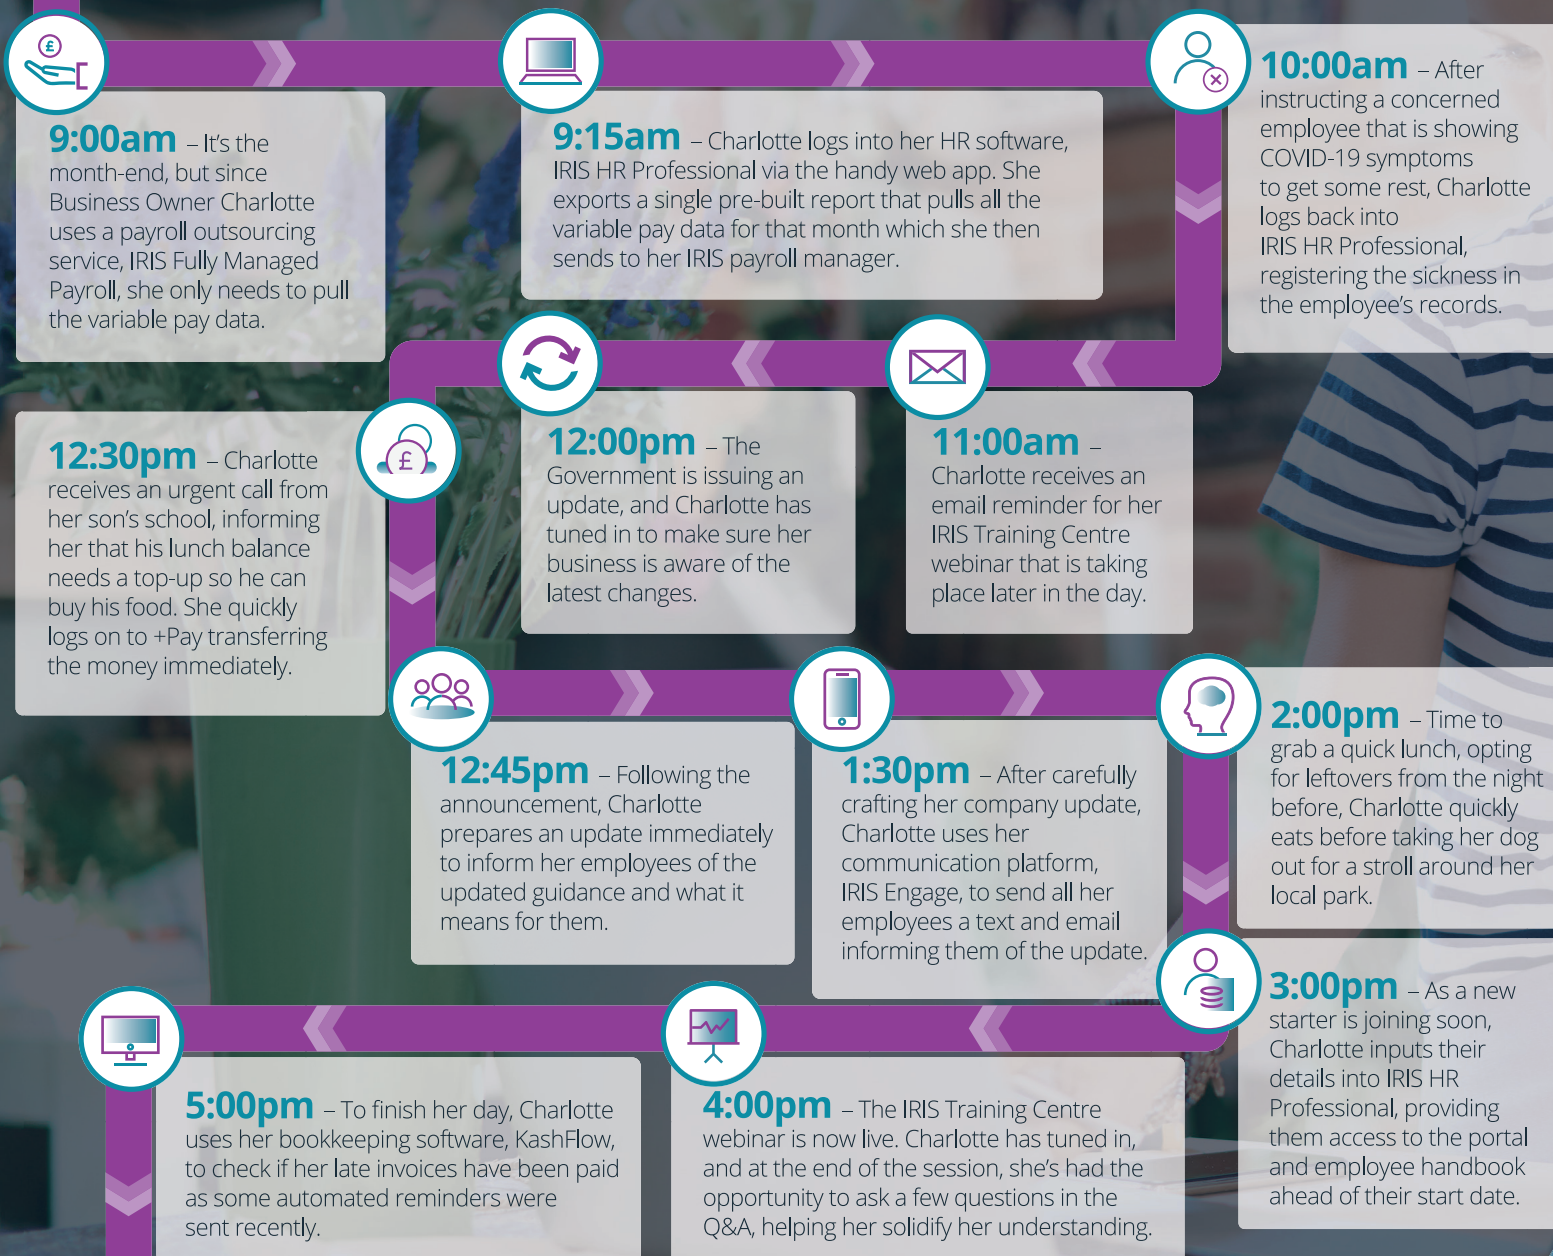 9:00am – It's the
month-end, but since
Business Owner Charlotte
uses a payroll outsourcing
service, IRIS Fully Managed
Payroll, she only needs to pull
the variable pay data.
9:15am – Charlotte logs into her HR software,
IRIS HR Professional via the handy web app. She
exports a single pre-built report that pulls all the
variable pay data for that month which she then
sends to her IRIS payroll manager.
10:00am – After
instructing a concerned
employee that is showing
COVID-19 symptoms
to get some rest, Charlotte
logs back into
IRIS HR Professional,
registering the sickness in
the employee's records.
11:00am –
Charlotte receives an
email reminder for her
IRIS Training Centre
webinar that is taking
place later in the day.
12:00pm – The
Government is issuing an
update, and Charlotte has
tuned in to make sure her
business is aware of the
latest changes.
12:30pm – Charlotte
receives an urgent call from
her son's school, informing
her that his lunch balance
needs a top-up so he can
buy his food. She quickly
logs on to +Pay transferring
the money immediately.
12:45pm – Following the
announcement, Charlotte
prepares an update immediately
to inform her employees of the
updated guidance and what it
means for them.
1:30pm – After carefully
crafting her company update,
Charlotte uses her
communication platform,
IRIS Engage, to send all her
employees a text and email
informing them of the update.
2:00pm – Time to
grab a quick lunch, opting
for leftovers from the night
before, Charlotte quickly
eats before taking her dog
out for a stroll around her
local park.
3:00pm – As a new
starter is joining soon,
Charlotte inputs their
details into IRIS HR
Professional, providing
them access to the portal
and employee handbook
ahead of their start date.
4:00pm – The IRIS Training Centre
webinar is now live. Charlotte has tuned in,
and at the end of the session, she's had the
opportunity to ask a few questions in the
Q&A, helping her solidify her understanding.
5:00pm – To finish her day, Charlotte
uses her bookkeeping software, KashFlow,
to check if her late invoices have been paid
as some automated reminders were
sent recently.
£
£